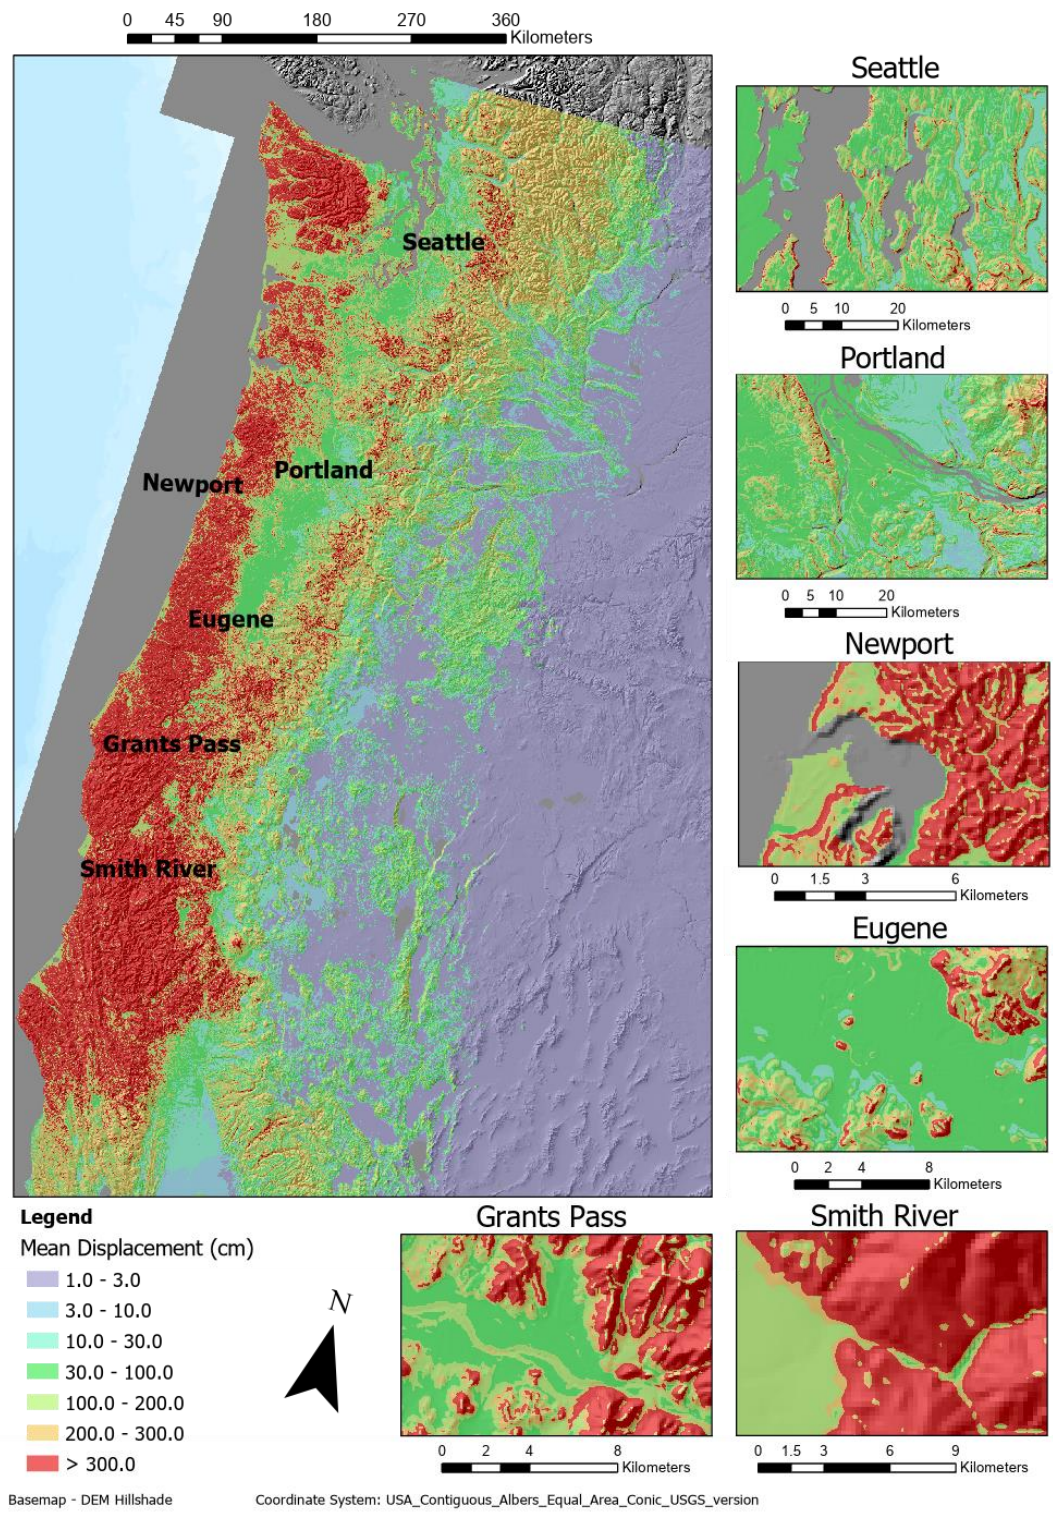 0 45 90 180 270 360
Kilometers
Seattle
Newport
Portland
Eugene
Grants Pass
Smith River
Seattle
0 5 10 20
Kilometers
Portland
0 5 10 20
Kilometers
Newport
0 1.5 3 6
Kilometers
Eugene
0 2 4 8
Kilometers
Legend
Mean Displacement (cm)
1.0 - 3.0
3.0 - 10.0
10.0 - 30.0
30.0 - 100.0
100.0 - 200.0
200.0 - 300.0
> 300.0
N
Grants Pass
0 2 4 8
Kilometers
Smith River
0 1.5 3 6 9
Kilometers
Basemap - DEM Hillshade
Coordinate System: USA_Contiguous_Albers_Equal_Area_Conic_USGS_version